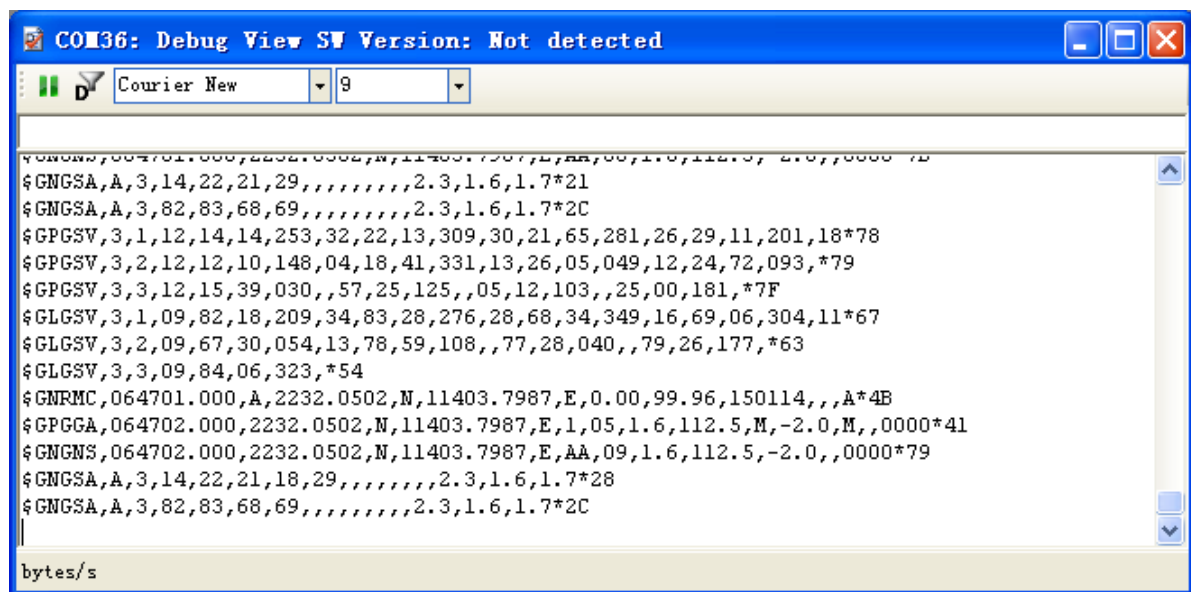 COM36: Debug View SW Version: Not detected
Courier New 9
$GNGSA,A,3,14,22,21,29,,,,,,,,,2.3,1.6,1.7*21
$GNGSA,A,3,82,83,68,69,,,,,,,,,2.3,1.6,1.7*2C
$GPGSV,3,1,12,14,14,253,32,22,13,309,30,21,65,281,26,29,11,201,18*78
$GPGSV,3,2,12,12,10,148,04,18,41,331,13,26,05,049,12,24,72,093,*79
$GPGSV,3,3,12,15,39,030,,57,25,125,,05,12,103,,25,00,181,*7F
$GLGSV,3,1,09,82,18,209,34,83,28,276,28,68,34,349,16,69,06,304,11*67
$GLGSV,3,2,09,67,30,054,13,78,59,108,,77,28,040,,79,26,177,*63
$GLGSV,3,3,09,84,06,323,*54
$GNRMC,064701.000,A,2232.0502,N,11403.7987,E,0.00,99.96,150114,,,A*4B
$GPGGA,064702.000,2232.0502,N,11403.7987,E,1,05,1.6,112.5,M,-2.0,M,,0000*41
$GNGNS,064702.000,2232.0502,N,11403.7987,E,AA,09,1.6,112.5,-2.0,,0000*79
$GNGSA,A,3,14,22,21,18,29,,,,,,,,2.3,1.6,1.7*28
$GNGSA,A,3,82,83,68,69,,,,,,,,,2.3,1.6,1.7*2C
bytes/s